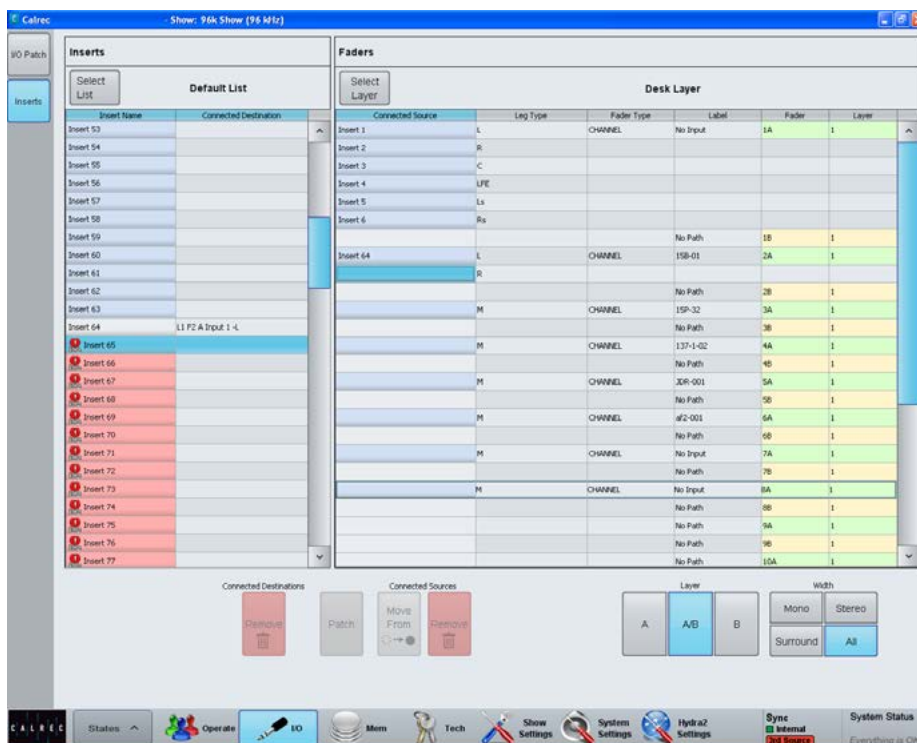 Calrec - Show: 96k Show (96 kHz)
I/O Patch
Inserts
Inserts
Select List
Default List
Insert Name Connected Destination
Insert 53
Insert 54
Insert 55
Insert 56
Insert 57
Insert 58
Insert 59
Insert 60
Insert 61
Insert 62
Insert 63
Insert 64 L1 P2 A Input 1 -L
Insert 65
Insert 66
Insert 67
Insert 68
Insert 69
Insert 70
Insert 71
Insert 72
Insert 73
Insert 74
Insert 75
Insert 76
Insert 77
Faders
Select Layer
Desk Layer
Connected Source Leg Type Fader Type Label Fader Layer
Insert 1 L CHANNEL No Input 1A 1
Insert 2 R
Insert 3 C
Insert 4 LFE
Insert 5 Ls
Insert 6 Rs
No Path 1B 1
Insert 64 L CHANNEL 15B-01 2A 1
R
No Path 2B 1
M CHANNEL 15P-32 3A 1
No Path 3B 1
M CHANNEL 137-1-02 4A 1
No Path 4B 1
M CHANNEL JDR-001 5A 1
No Path 5B 1
M CHANNEL af2-001 6A 1
No Path 6B 1
M CHANNEL No Input 7A 1
No Path 7B 1
M CHANNEL No Input 8A 1
No Path 8B 1
No Path 9A 1
No Path 9B 1
No Path 10A 1
Connected Destinations
Remove
Patch
Connected Sources
Move From
Remove
Layer
A A/B B
Width
Mono Stereo
Surround All
CALREC
States
Operate
I/O
Mem
Tech
Show Settings
System Settings
Hydra2 Settings
Sync
Internal
3rd Source
System Status
Everything is